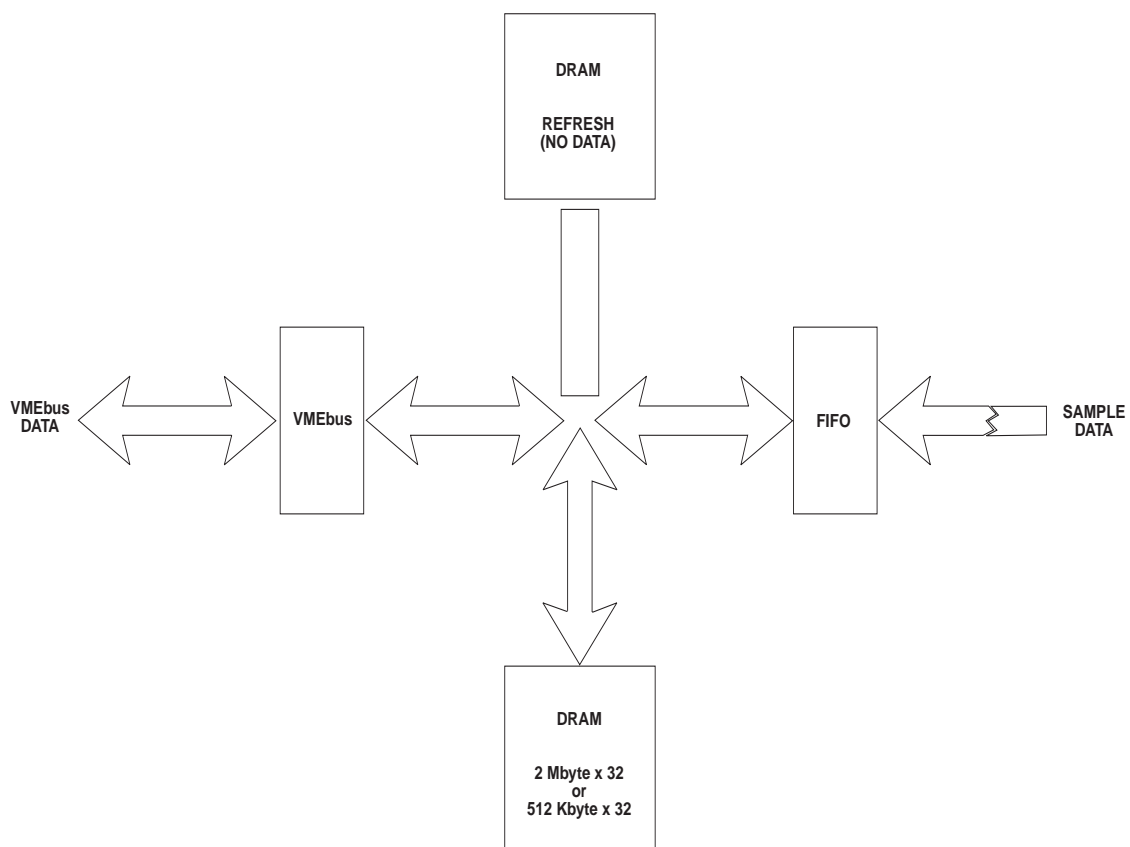 DRAM
REFRESH
(NO DATA)
VMEbus
DATA
VMEbus
FIFO
SAMPLE
DATA
DRAM
2 Mbyte x 32
or
512 Kbyte x 32